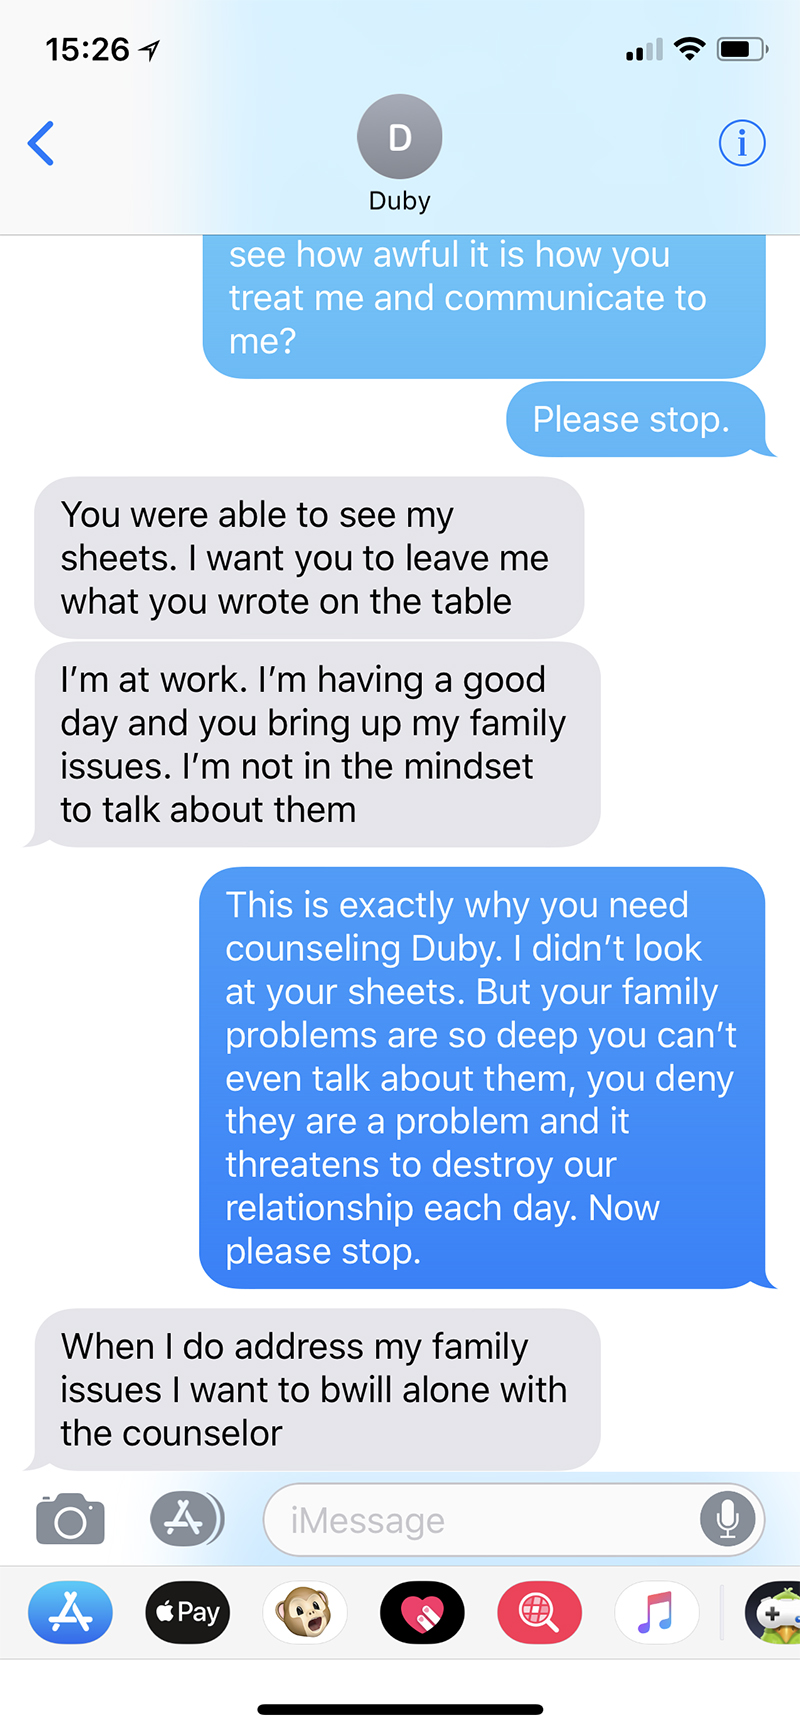 15:26
D
Duby
see how awful it is how you
treat me and communicate to
me?
Please stop.
You were able to see my
sheets. I want you to leave me
what you wrote on the table
I'm at work. I'm having a good
day and you bring up my family
issues. I'm not in the mindset
to talk about them
This is exactly why you need
counseling Duby. I didn't look
at your sheets. But your family
problems are so deep you can't
even talk about them, you deny
they are a problem and it
threatens to destroy our
relationship each day. Now
please stop.
When I do address my family
issues I want to bwill alone with
the counselor
iMessage
Pay